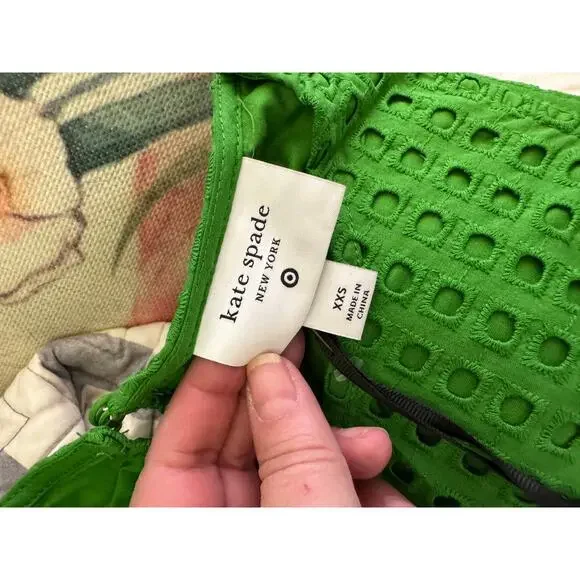 kate spade
NEW YORK
XXS
MADE IN
CHINA